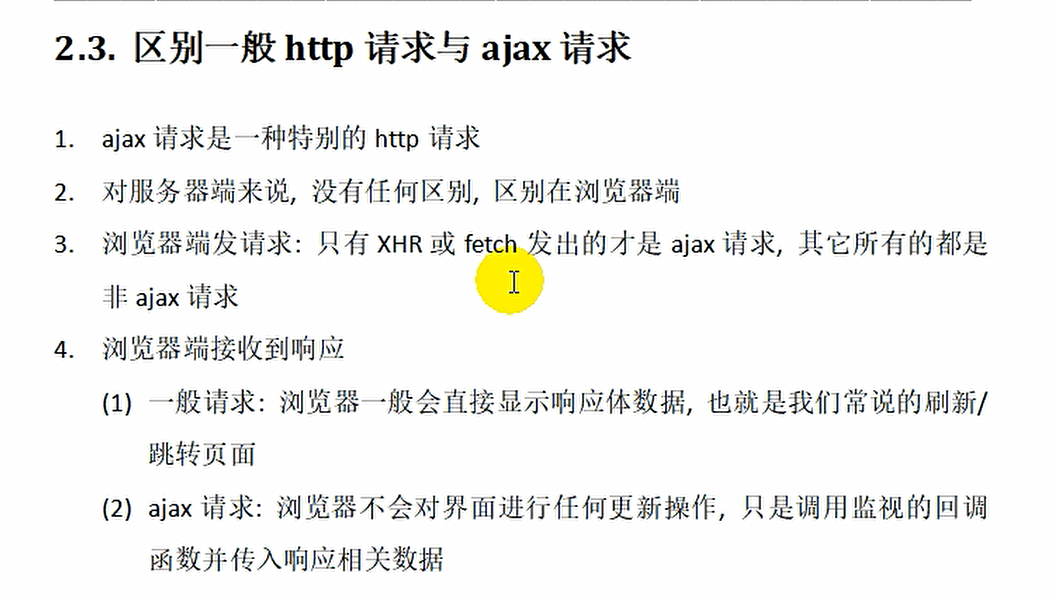 2.3. 区别一般 http 请求与 ajax 请求
1. ajax 请求是一种特别的 http 请求
2. 对服务器端来说, 没有任何区别, 区别在浏览器端
3. 浏览器端发请求: 只有 XHR 或 fetch 发出的才是 ajax 请求, 其它所有的都是
非 ajax 请求
4. 浏览器端接收到响应
(1) 一般请求: 浏览器一般会直接显示响应体数据, 也就是我们常说的刷新/
跳转页面
(2) ajax 请求: 浏览器不会对界面进行任何更新操作, 只是调用监视的回调
函数并传入响应相关数据